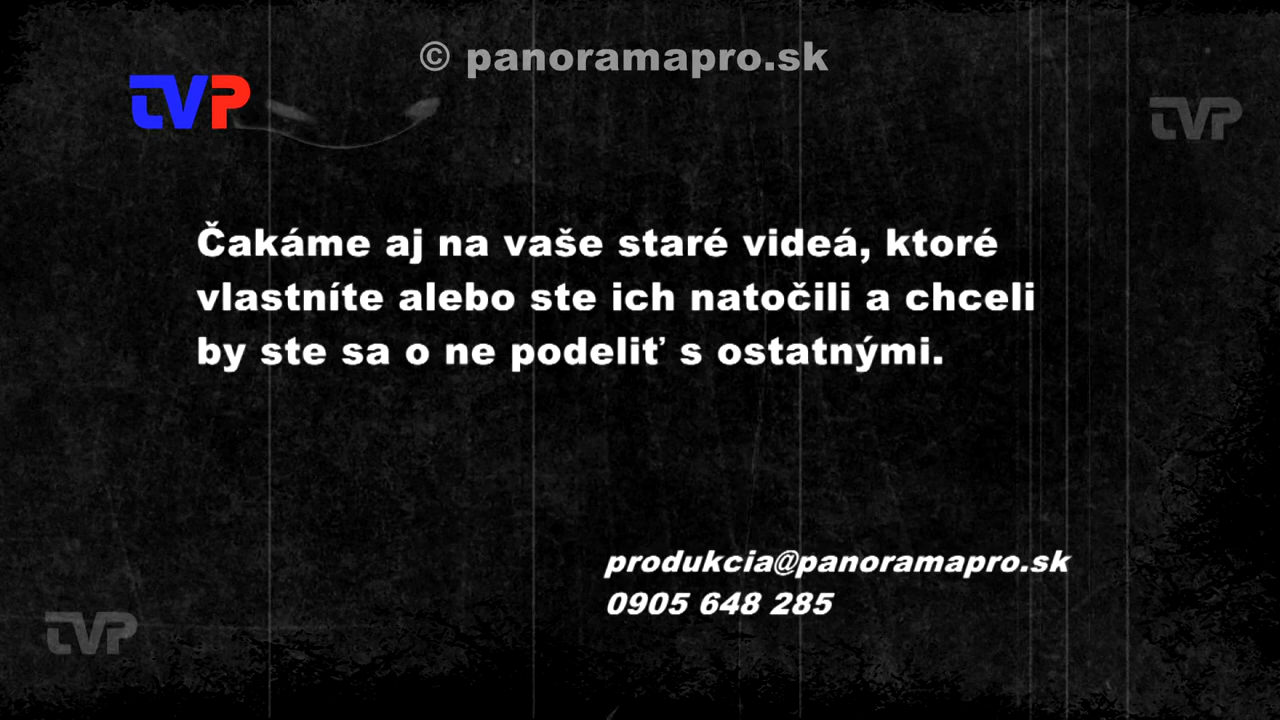 © panoramapro.sk
TVP
TVP
Čakáme aj na vaše staré videá, ktoré
vlastníte alebo ste ich natočili a chceli
by ste sa o ne podeliť s ostatnými.
produkcia@panoramapro.sk
0905 648 285
TVP